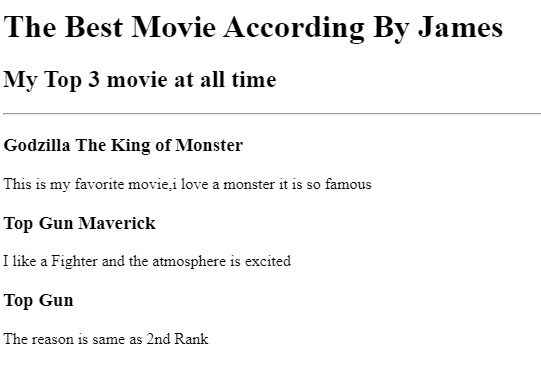 The Best Movie According By James
My Top 3 movie at all time
Godzilla The King of Monster
This is my favorite movie,i love a monster it is so famous
Top Gun Maverick
I like a Fighter and the atmosphere is excited
Top Gun
The reason is same as 2nd Rank